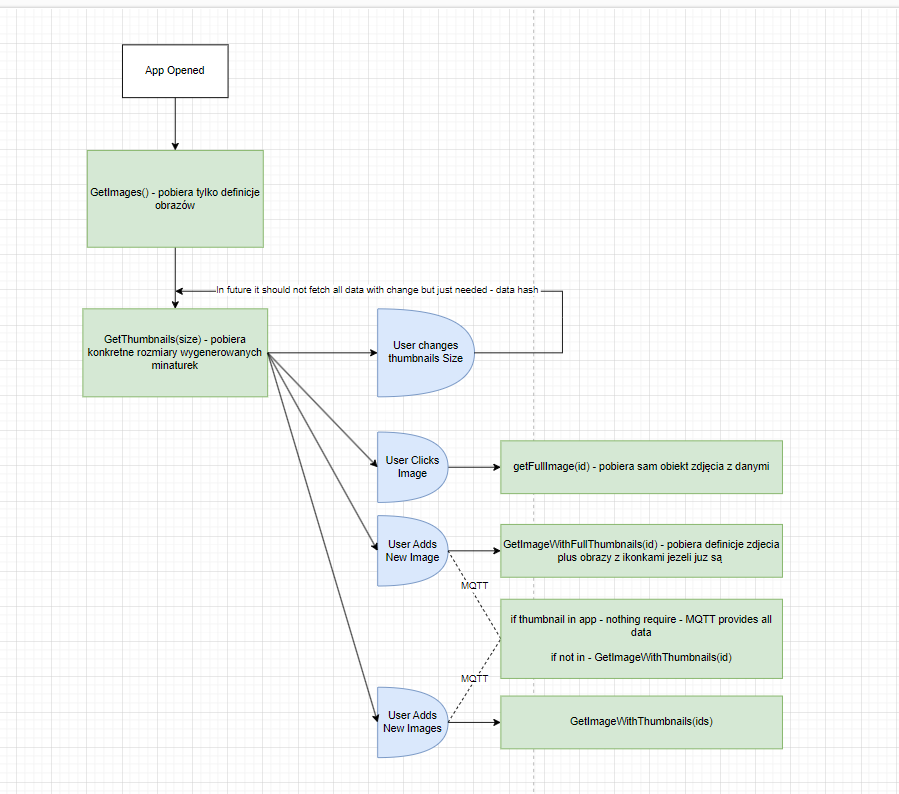 App Opened
GetImages() - pobiera tylko definicje
obrazów
In future it should not fetch all data with change but just needed - data hash
GetThumbnails(size) - pobiera
konkretne rozmiary wygenerowanych
minaturek
User changes
thumbnails Size
User Clicks
Image
getFullImage(id) - pobiera sam obiekt zdjęcia z danymi
User Adds
New Image
GetImageWithFullThumbnails(id) - pobiera definicje zdjecia
plus obrazy z ikonkami jezeli juz są
MQTT
if thumbnail in app - nothing require - MQTT provides all
data
if not in - GetImageWithThumbnails(id)
MQTT
User Adds
New Images
GetImageWithThumbnails(ids)